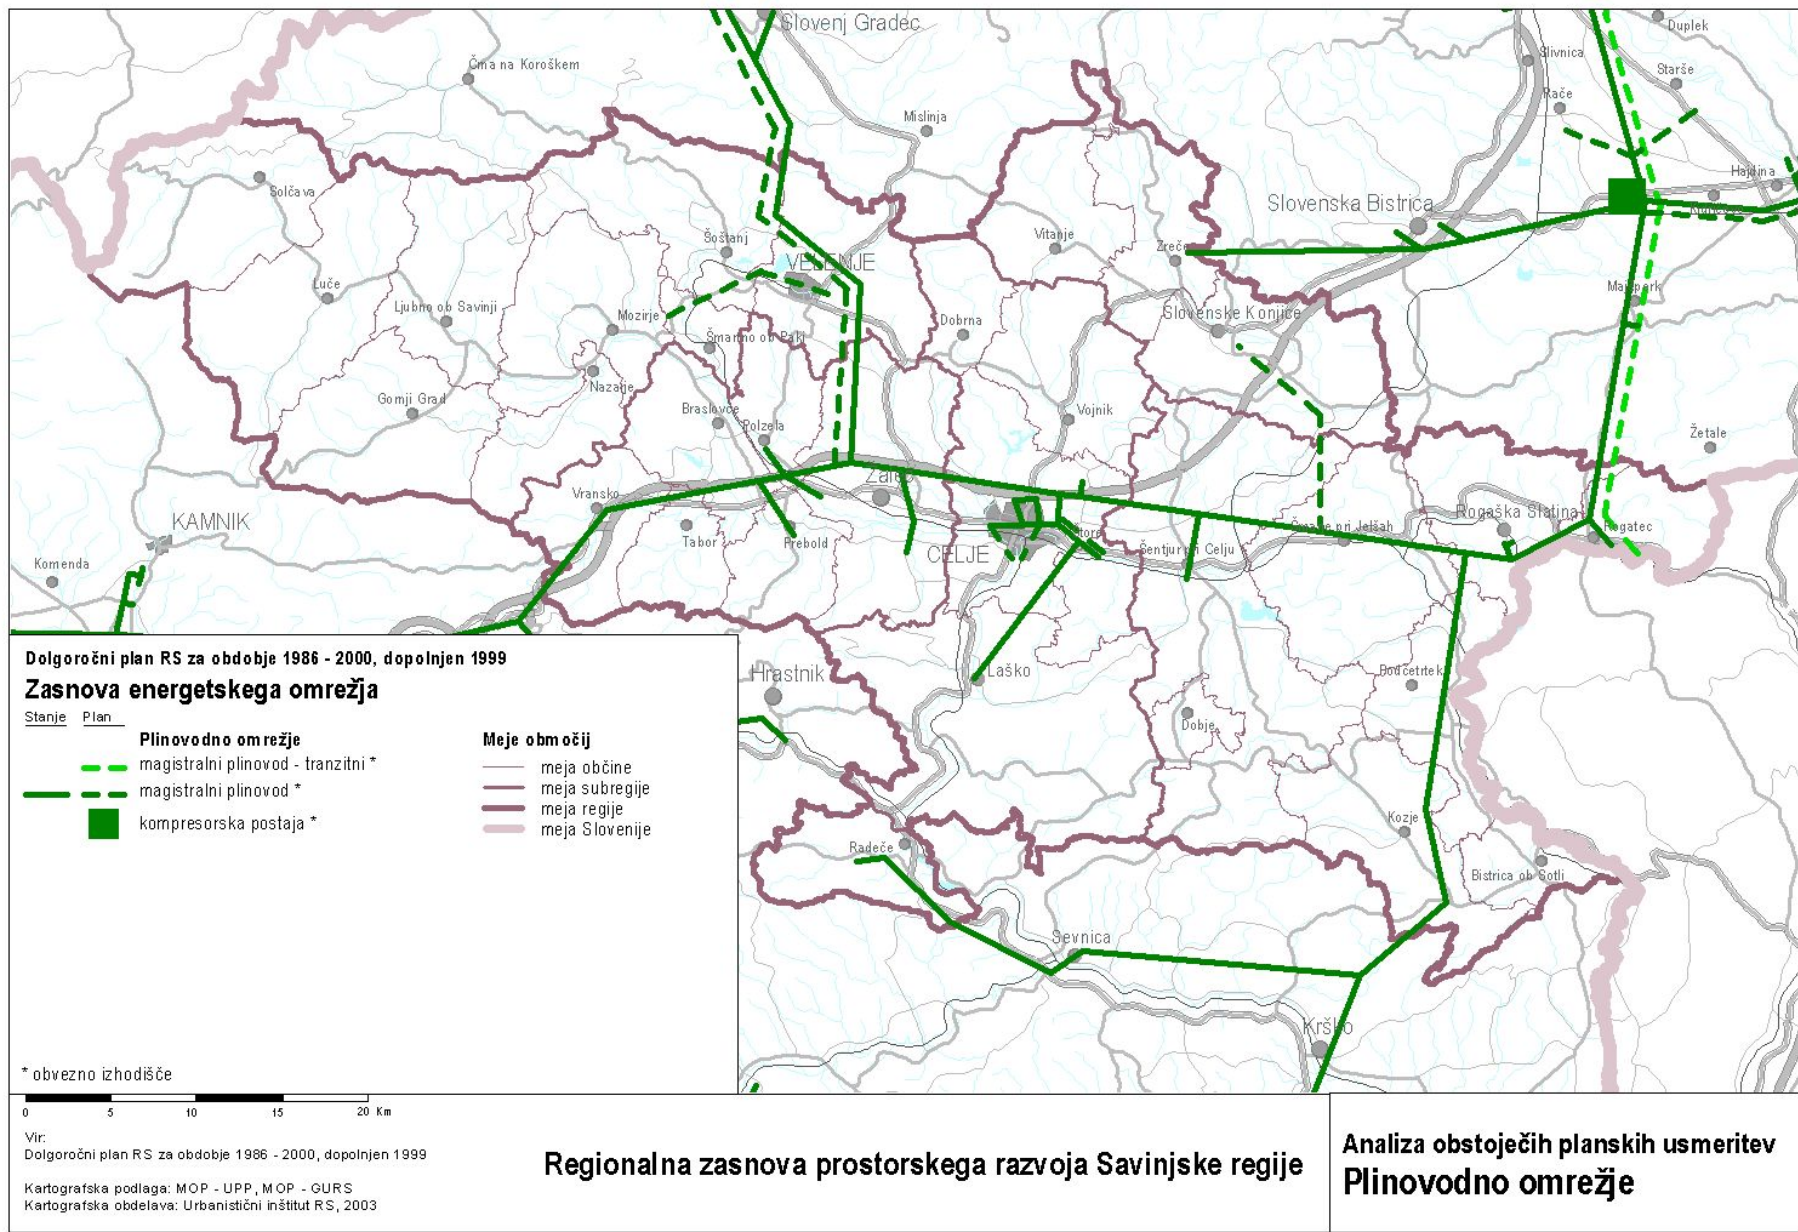 Slovenj Gradec
Duplek
Slivnica
Črna na Koroškem
Starše
Rače
Mislinja
Solčava
Hajdina
Slovenska Bistrica
Šoštanj
Vitanje
Zreče
VELENJE
Luče
Ljubno ob Savinji
Majšperk
Mozirje
Dobrna
Slovenske Konjice
Šmartno ob Paki
Nazarje
Gornji Grad
Braslovče
Polzela
Vojnik
Žetale
Vransko
Žalec
KAMNIK
Rogaška Slatina
Rogatec
Tabor
Prebold
Štore
Šmarje pri Jelšah
CELJE
Šentjur pri Celju
Komenda
Hrastnik
Laško
Podčetrtek
Dobje
Kozje
Radeče
Bistrica ob Sotli
Sevnica
Krško
Dolgoročni plan RS za obdobje 1986 - 2000, dopolnjen 1999
Zasnova energetskega omrežja
Stanje Plan
Plinovodno omrežje
magistralni plinovod - tranzitni *
magistralni plinovod *
kompresorska postaja *
Meje območij
meja občine
meja subregije
meja regije
meja Slovenije
* obvezno izhodišče
0 5 10 15 20 Km
Vir:
Dolgoročni plan RS za obdobje 1986 - 2000, dopolnjen 1999
Kartografska podlaga: MOP - UPP, MOP - GURS
Kartografska obdelava: Urbanistični inštitut RS, 2003
Regionalna zasnova prostorskega razvoja Savinjske regije
Analiza obstoječih planskih usmeritev
Plinovodno omrežje